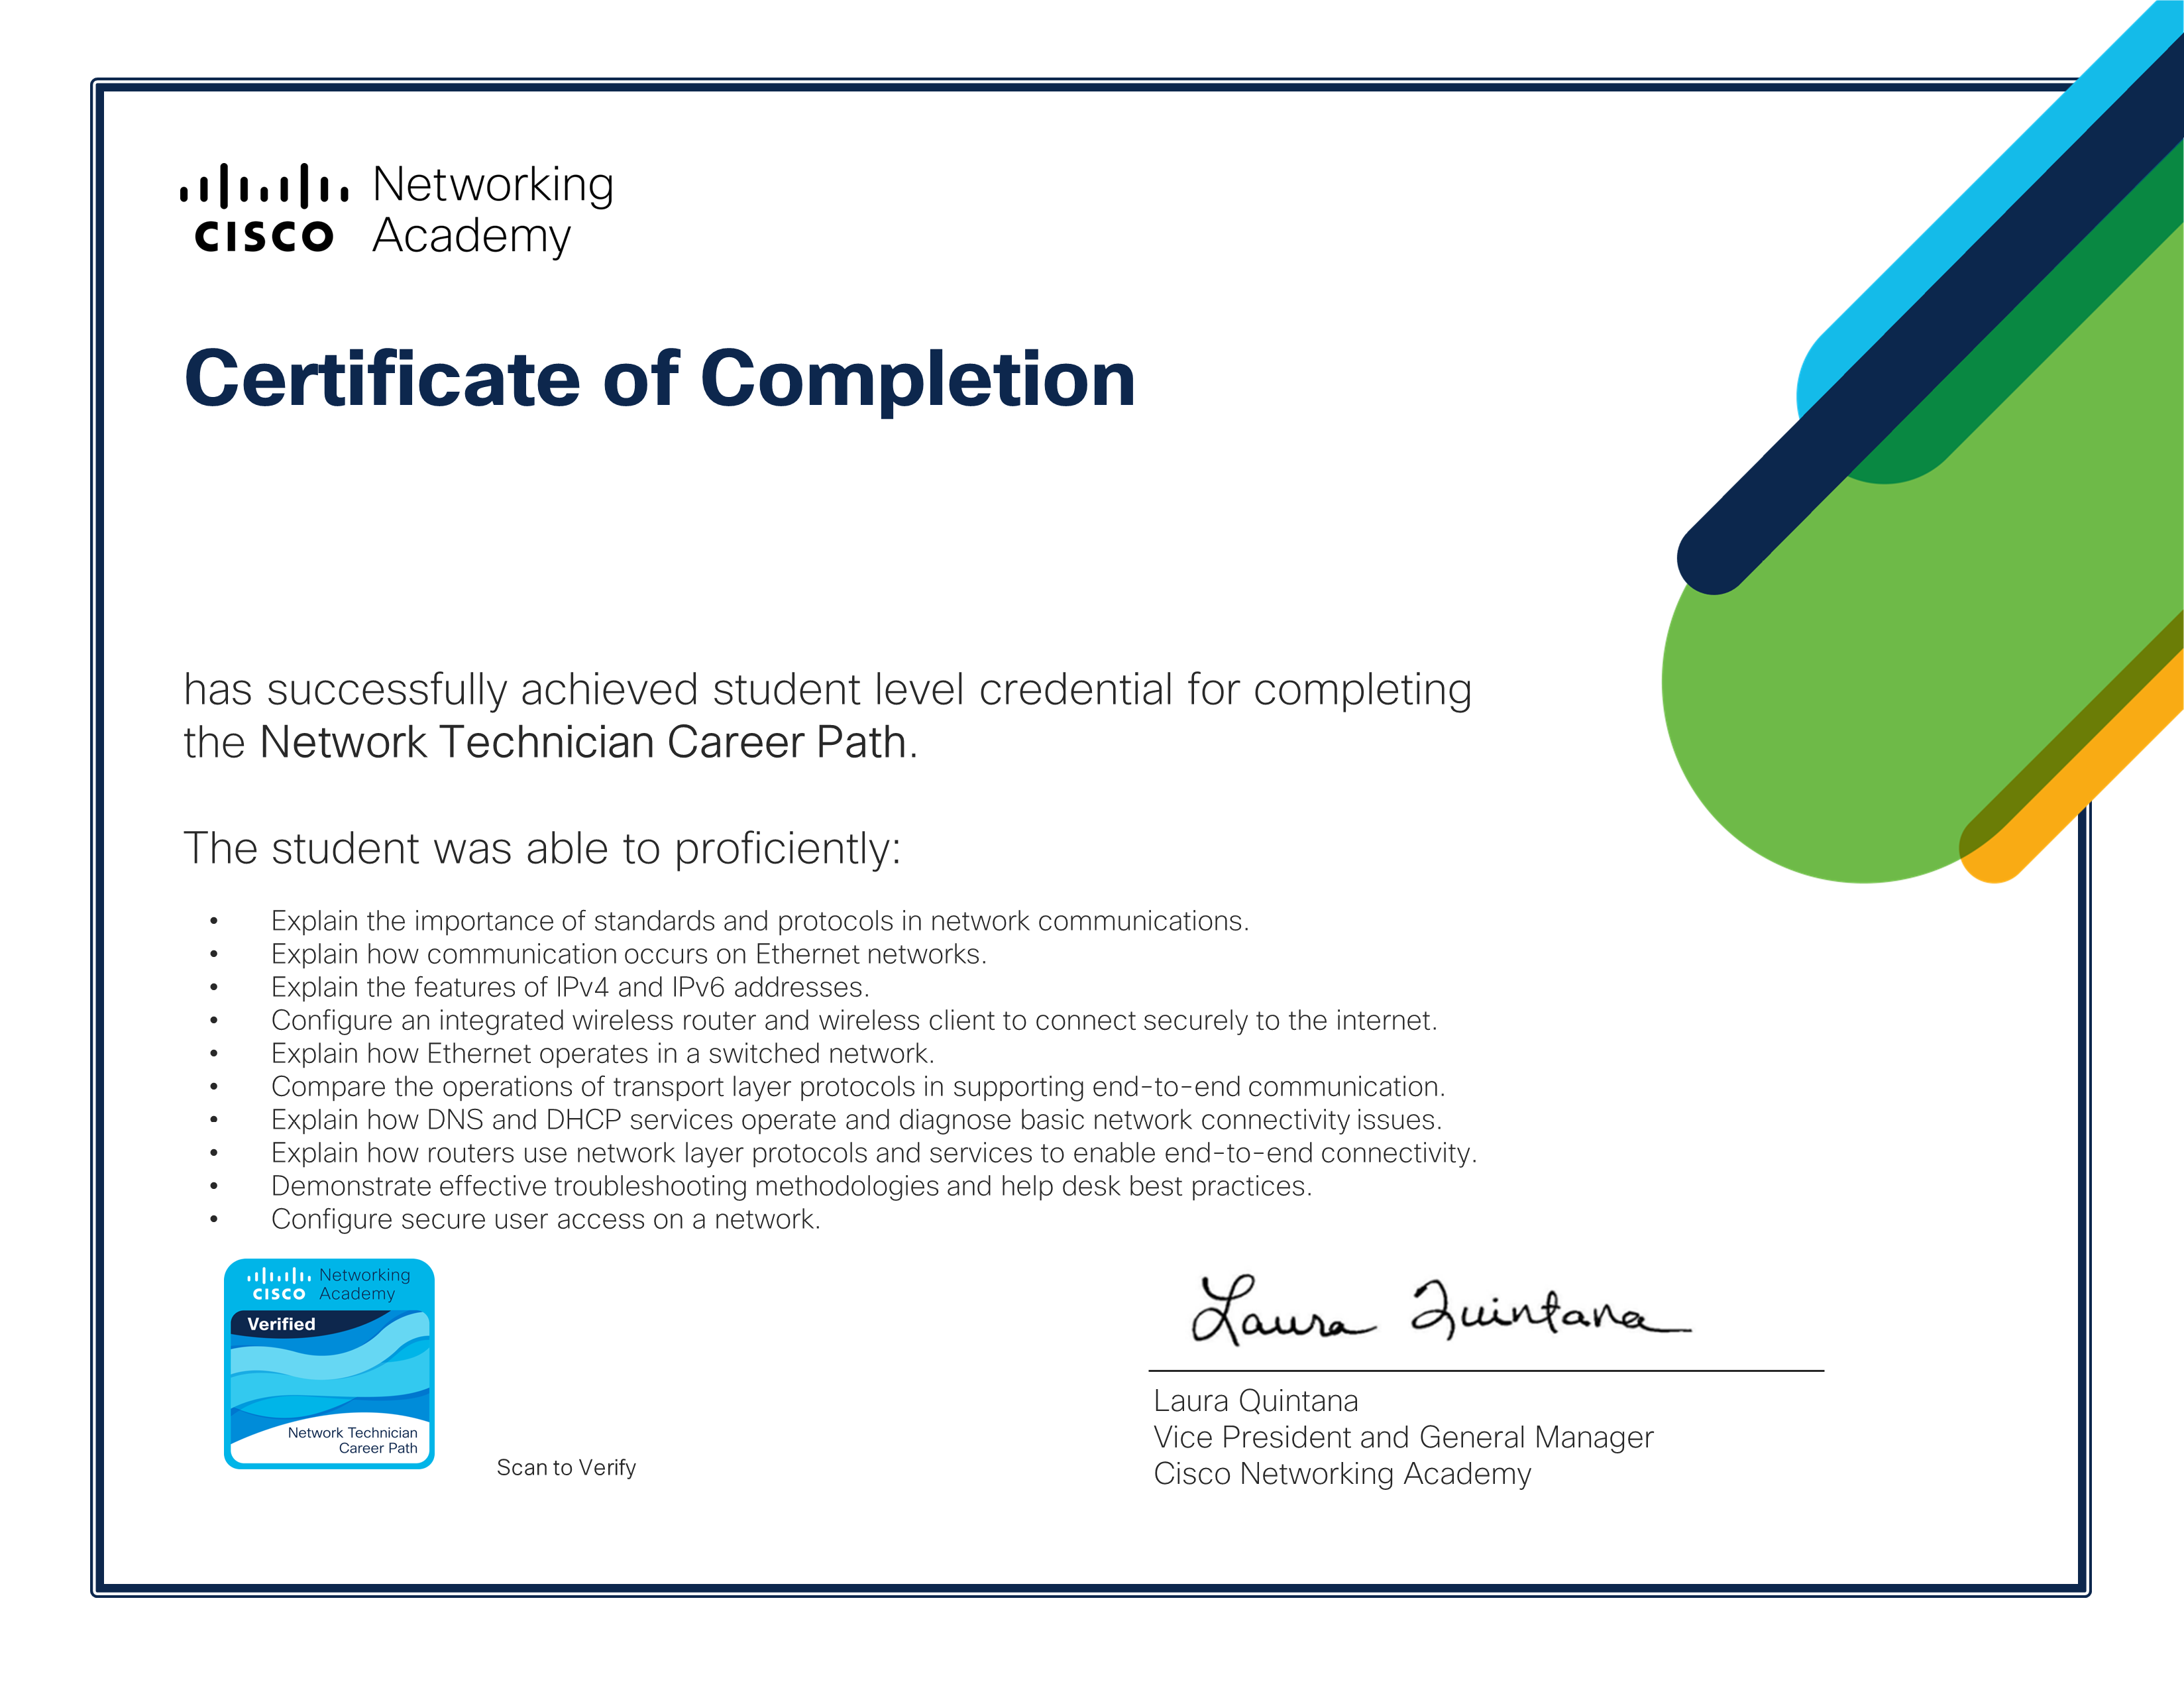 Networking
Academy
CISCO
Certificate of Completion
has successfully achieved student level credential for completing
the Network Technician Career Path.
The student was able to proficiently:
• Explain the importance of standards and protocols in network communications.
• Explain how communication occurs on Ethernet networks.
• Explain the features of IPv4 and IPv6 addresses.
• Configure an integrated wireless router and wireless client to connect securely to the internet.
• Explain how Ethernet operates in a switched network.
• Compare the operations of transport layer protocols in supporting end-to-end communication.
• Explain how DNS and DHCP services operate and diagnose basic network connectivity issues.
• Explain how routers use network layer protocols and services to enable end-to-end connectivity.
• Demonstrate effective troubleshooting methodologies and help desk best practices.
• Configure secure user access on a network.
Networking
CISCO Academy
Verified
Network Technician
Career Path
Scan to Verify
Laura Quintana
Laura Quintana
Vice President and General Manager
Cisco Networking Academy